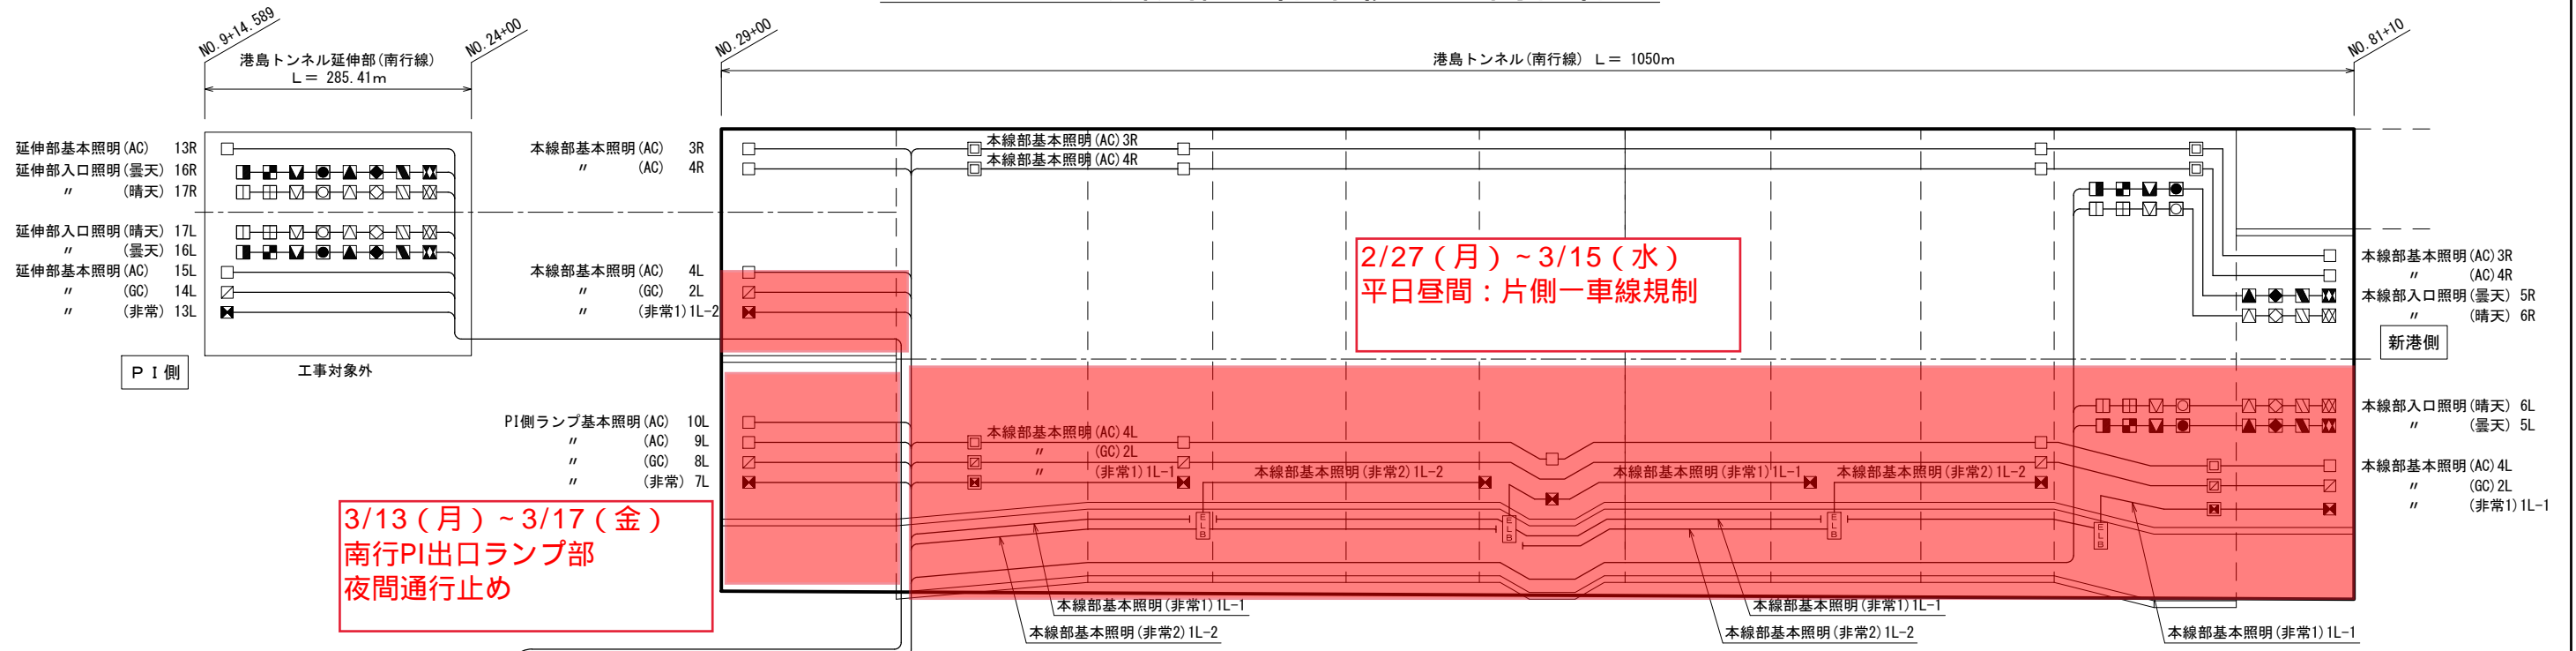 NO.9+14.589
NO.24+00
NO.29+00
NO.81+10
港島トンネル延伸部(南行線)
L= 285.41m
港島トンネル(南行線) L= 1050m
延伸部基本照明(AC) 13R
延伸部入口照明(曇天) 16R
〃 (晴天) 17R
延伸部入口照明(晴天) 17L
〃 (曇天) 16L
延伸部基本照明(AC) 15L
〃 (GC) 14L
〃 (非常) 13L
PI側
工事対象外
本線部基本照明(AC) 3R
〃 (AC) 4R
本線部基本照明(AC) 4L
〃 (GC) 2L
〃 (非常1)1L-2
PI側ランプ基本照明(AC) 10L
〃 (AC) 9L
〃 (GC) 8L
〃 (非常) 7L
本線部基本照明(AC)3R
本線部基本照明(AC)4R
2/27(月)~3/15(水)
平日昼間:片側一車線規制
本線部基本照明(AC)4L
〃 (GC)2L
〃 (非常1)1L-1
本線部基本照明(非常2)1L-2
本線部基本照明(非常1)1L-1
本線部基本照明(非常2)1L-2
ELB
ELB
ELB
ELB
3/13(月)~3/17(金)
南行PI出口ランプ部
夜間通行止め
本線部基本照明(非常1)1L-1
本線部基本照明(非常2)1L-2
本線部基本照明(非常1)1L-1
本線部基本照明(非常2)1L-2
本線部基本照明(非常1)1L-1
本線部基本照明(AC)3R
〃 (AC)4R
本線部入口照明(曇天) 5R
〃 (晴天) 6R
新港側
本線部入口照明(晴天) 6L
〃 (曇天) 5L
本線部基本照明(AC)4L
〃 (GC)2L
〃 (非常1)1L-1